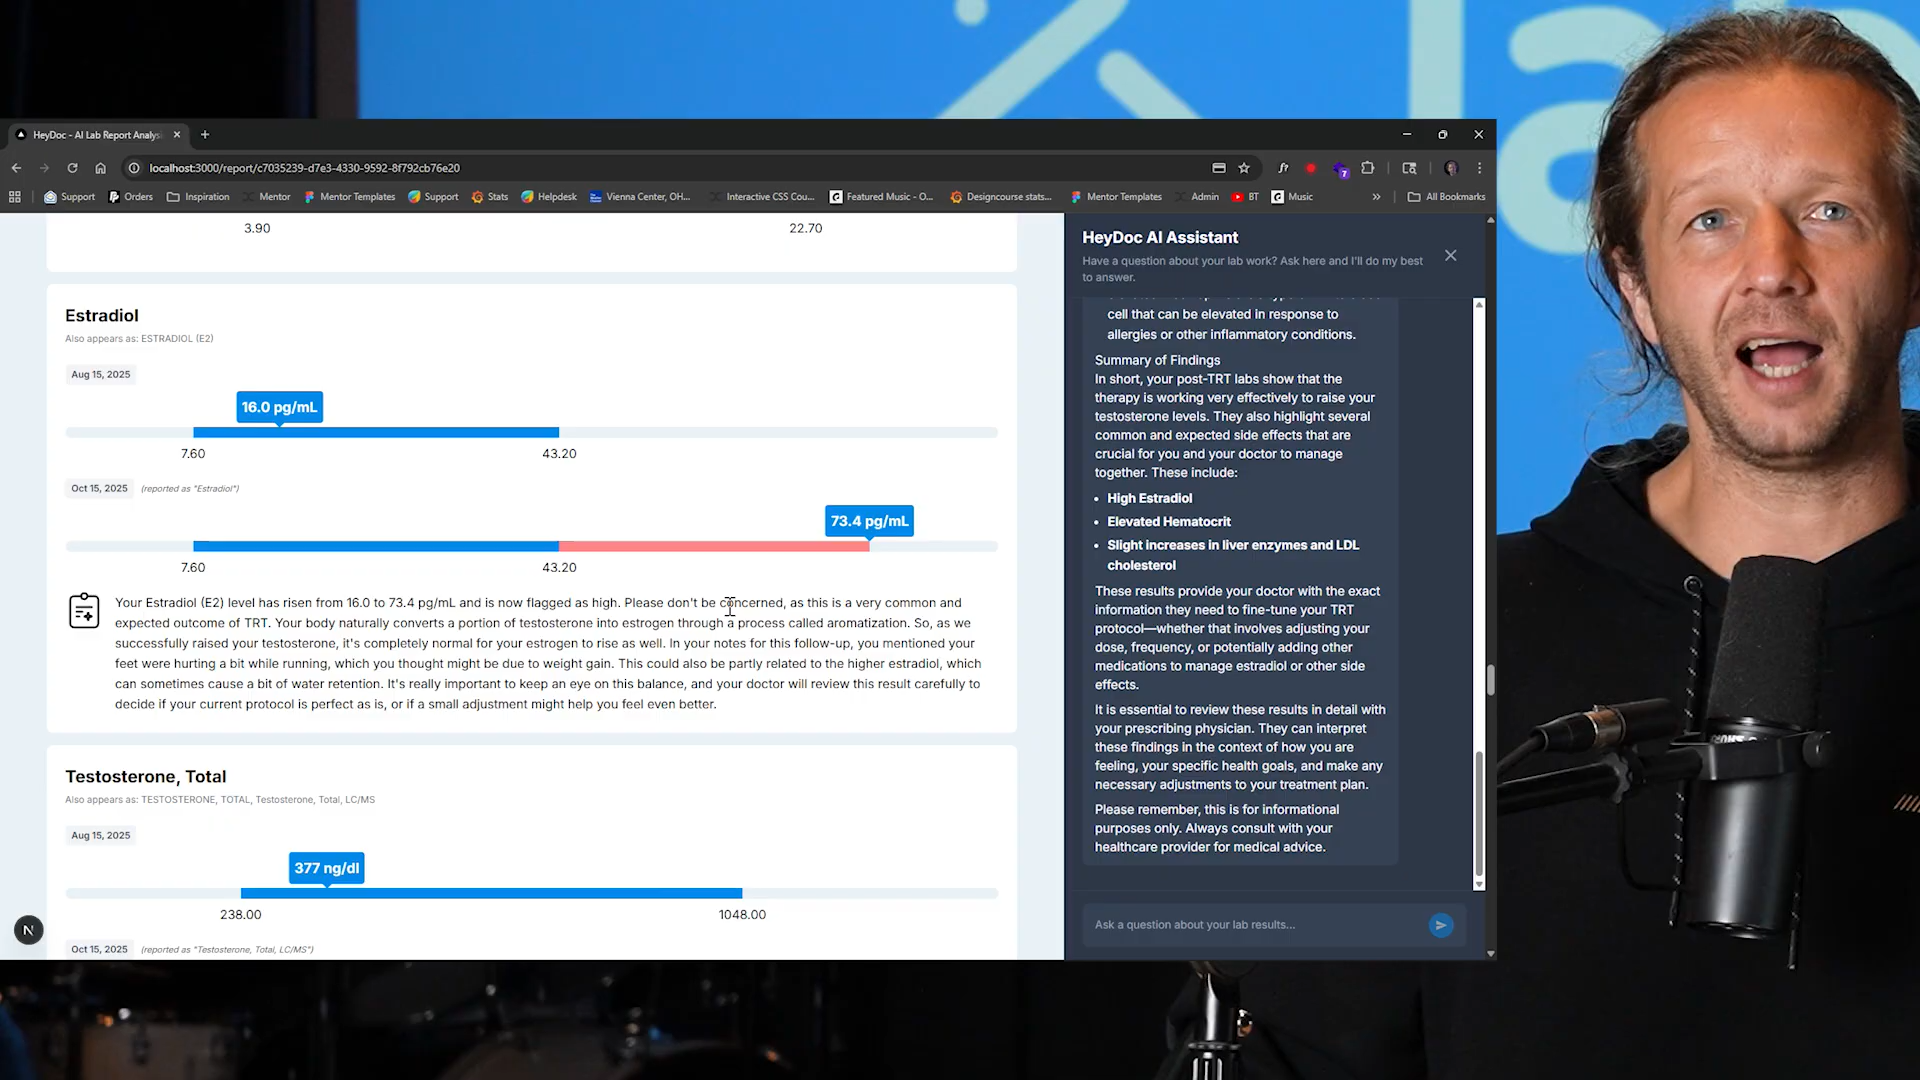 HeyDoc - AI Lab Report Analysis
localhost:3000/report/c7035239-d7e3-4330-9592-8f792cb76e20
7
Support
Orders
Inspiration
Mentor
Mentor Templates
Support
Stats
Helpdesk
Vienna Center, OH...
Interactive CSS Cou...
Featured Music - O...
Designcourse stats...
Mentor Templates
Admin
BT
Music
»
All Bookmarks
3.90
22.70
Estradiol
Also appears as: ESTRADIOL (E2)
Aug 15, 2025
16.0 pg/mL
7.60
43.20
Oct 15, 2025
(reported as "Estradiol")
73.4 pg/mL
7.60
43.20
Your Estradiol (E2) level has risen from 16.0 to 73.4 pg/mL and is now flagged as high. Please don't be concerned, as this is a very common and
expected outcome of TRT. Your body naturally converts a portion of testosterone into estrogen through a process called aromatization. So, as we
successfully raised your testosterone, it's completely normal for your estrogen to rise as well. In your notes for this follow-up, you mentioned your
feet were hurting a bit while running, which you thought might be due to weight gain. This could also be partly related to the higher estradiol, which
can sometimes cause a bit of water retention. It's really important to keep an eye on this balance, and your doctor will review this result carefully to
decide if your current protocol is perfect as is, or if a small adjustment might help you feel even better.
Testosterone, Total
Also appears as: TESTOSTERONE, TOTAL, Testosterone, Total, LC/MS
Aug 15, 2025
377 ng/dl
238.00
1048.00
Oct 15, 2025
(reported as "Testosterone, Total, LC/MS")
N
HeyDoc AI Assistant
Have a question about your lab work? Ask here and I'll do my best
to answer.
cell that can be elevated in response to
allergies or other inflammatory conditions.
Summary of Findings
In short, your post-TRT labs show that the
therapy is working very effectively to raise your
testosterone levels. They also highlight several
common and expected side effects that are
crucial for you and your doctor to manage
together. These include:
• High Estradiol
• Elevated Hematocrit
• Slight increases in liver enzymes and LDL
cholesterol
These results provide your doctor with the exact
information they need to fine-tune your TRT
protocol—whether that involves adjusting your
dose, frequency, or potentially adding other
medications to manage estradiol or other side
effects.
It is essential to review these results in detail with
your prescribing physician. They can interpret
these findings in the context of how you are
feeling, your specific health goals, and make any
necessary adjustments to your treatment plan.
Please remember, this is for informational
purposes only. Always consult with your
healthcare provider for medical advice.
Ask a question about your lab results...